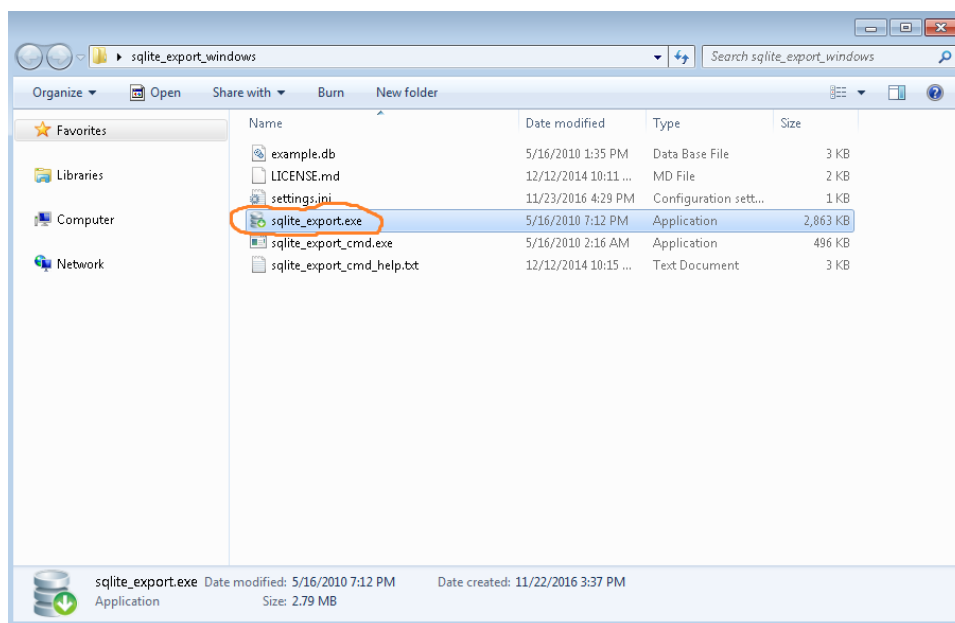 sqlite_export_windows
Search sqlite_export_windows
Organize Open Share with Burn New folder
Favorites
Libraries
Computer
Network
Name Date modified Type Size
example.db 5/16/2010 1:35 PM Data Base File 3 KB
LICENSE.md 12/12/2014 10:11 ... MD File 2 KB
settings.ini 11/23/2016 4:29 PM Configuration sett... 1 KB
sqlite_export.exe 5/16/2010 7:12 PM Application 2,863 KB
sqlite_export_cmd.exe 5/16/2010 2:16 AM Application 496 KB
sqlite_export_cmd_help.txt 12/12/2014 10:15 ... Text Document 3 KB
sqlite_export.exe Date modified: 5/16/2010 7:12 PM Date created: 11/22/2016 3:37 PM
Application Size: 2.79 MB